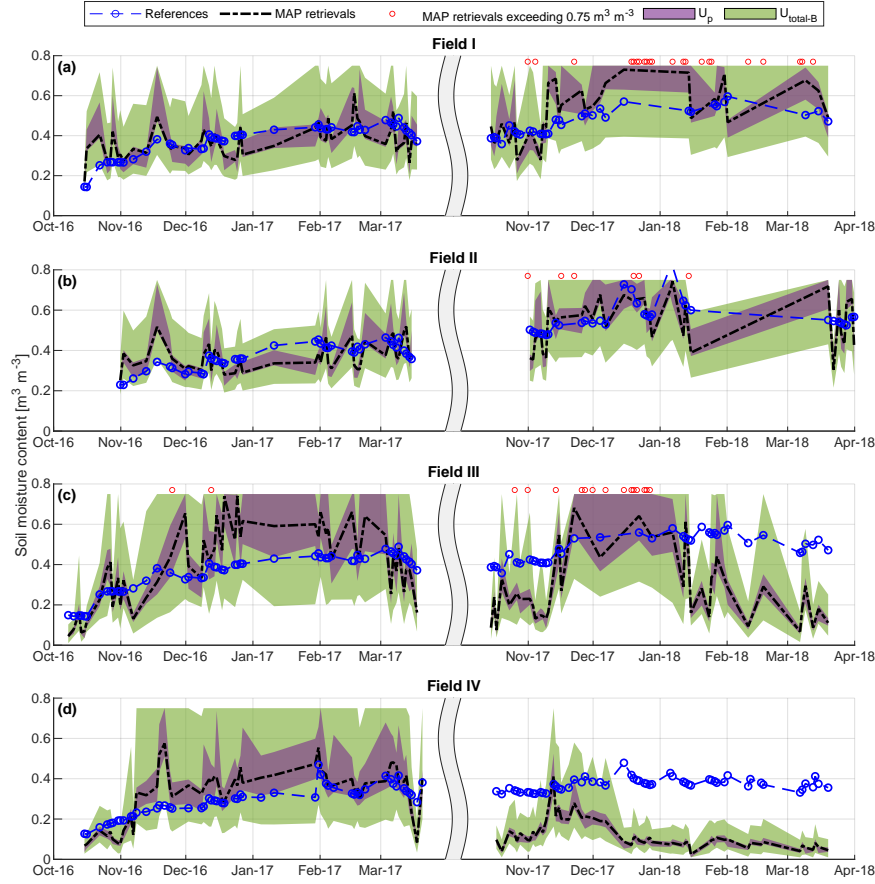 References MAP retrievals MAP retrievals exceeding 0.75 m³ m⁻³ U_p U_total-B
Field I
(a)
0.8
0.6
0.4
0.2
0
Oct-16 Nov-16 Dec-16 Jan-17 Feb-17 Mar-17 Nov-17 Dec-17 Jan-18 Feb-18 Mar-18 Apr-18
Field II
(b)
0.8
0.6
0.4
0.2
0
Oct-16 Nov-16 Dec-16 Jan-17 Feb-17 Mar-17 Nov-17 Dec-17 Jan-18 Feb-18 Mar-18 Apr-18
Soil moisture content [m³ m⁻³]
Field III
(c)
0.8
0.6
0.4
0.2
0
Oct-16 Nov-16 Dec-16 Jan-17 Feb-17 Mar-17 Nov-17 Dec-17 Jan-18 Feb-18 Mar-18 Apr-18
Field IV
(d)
0.8
0.6
0.4
0.2
0
Oct-16 Nov-16 Dec-16 Jan-17 Feb-17 Mar-17 Nov-17 Dec-17 Jan-18 Feb-18 Mar-18 Apr-18